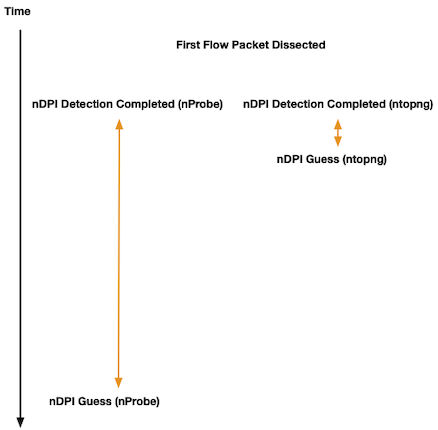 Time
First Flow Packet Dissected
nDPI Detection Completed (nProbe)
nDPI Detection Completed (ntopng)
nDPI Guess (ntopng)
nDPI Guess (nProbe)